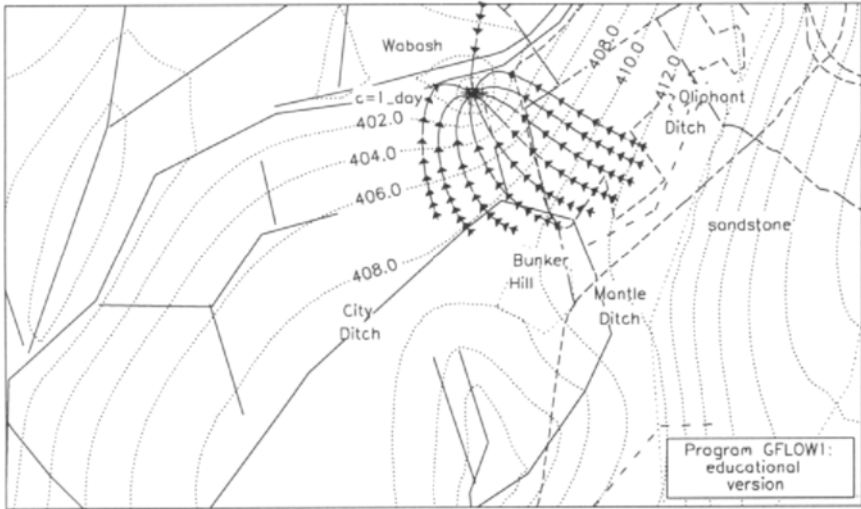 Wabash
408.0
410.0
412.0
c=1_day
402.0
404.0
406.0
408.0
Oliphant
Ditch
sandstone
Bunker
Hill
City
Ditch
Mantle
Ditch
Program GFLOW1:
educational
version